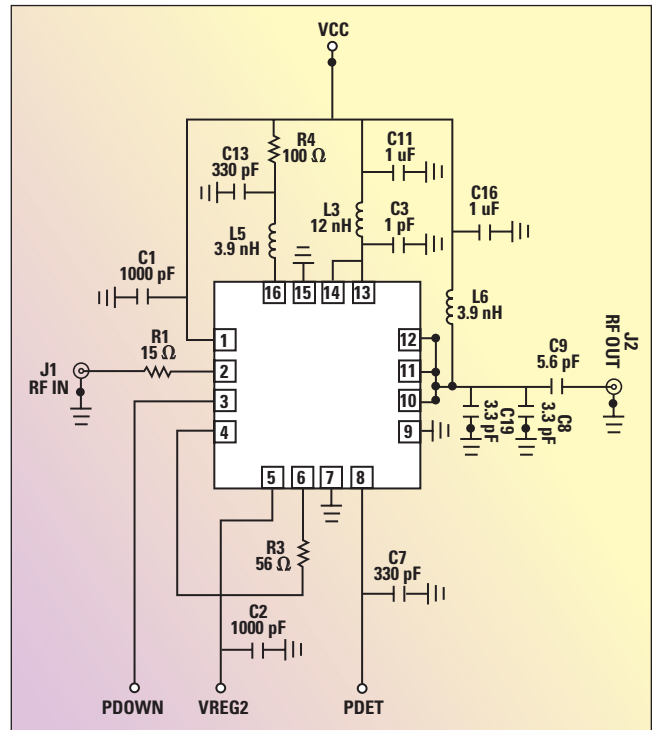 VCC
R4
100 Ω
C11
1 uF
C13
330 pF
C16
1 uF
L3
12 nH
C3
1 pF
L5
3.9 nH
C1
1000 pF
L6
3.9 nH
16
15
14
13
R1
15 Ω
J1
RF IN
1
2
3
4
12
11
10
9
C9
5.6 pF
J2
RF OUT
C19
3.3 pF
C8
3.3 pF
5
6
7
8
R3
56 Ω
C7
330 pF
C2
1000 pF
PDOWN
VREG2
PDET